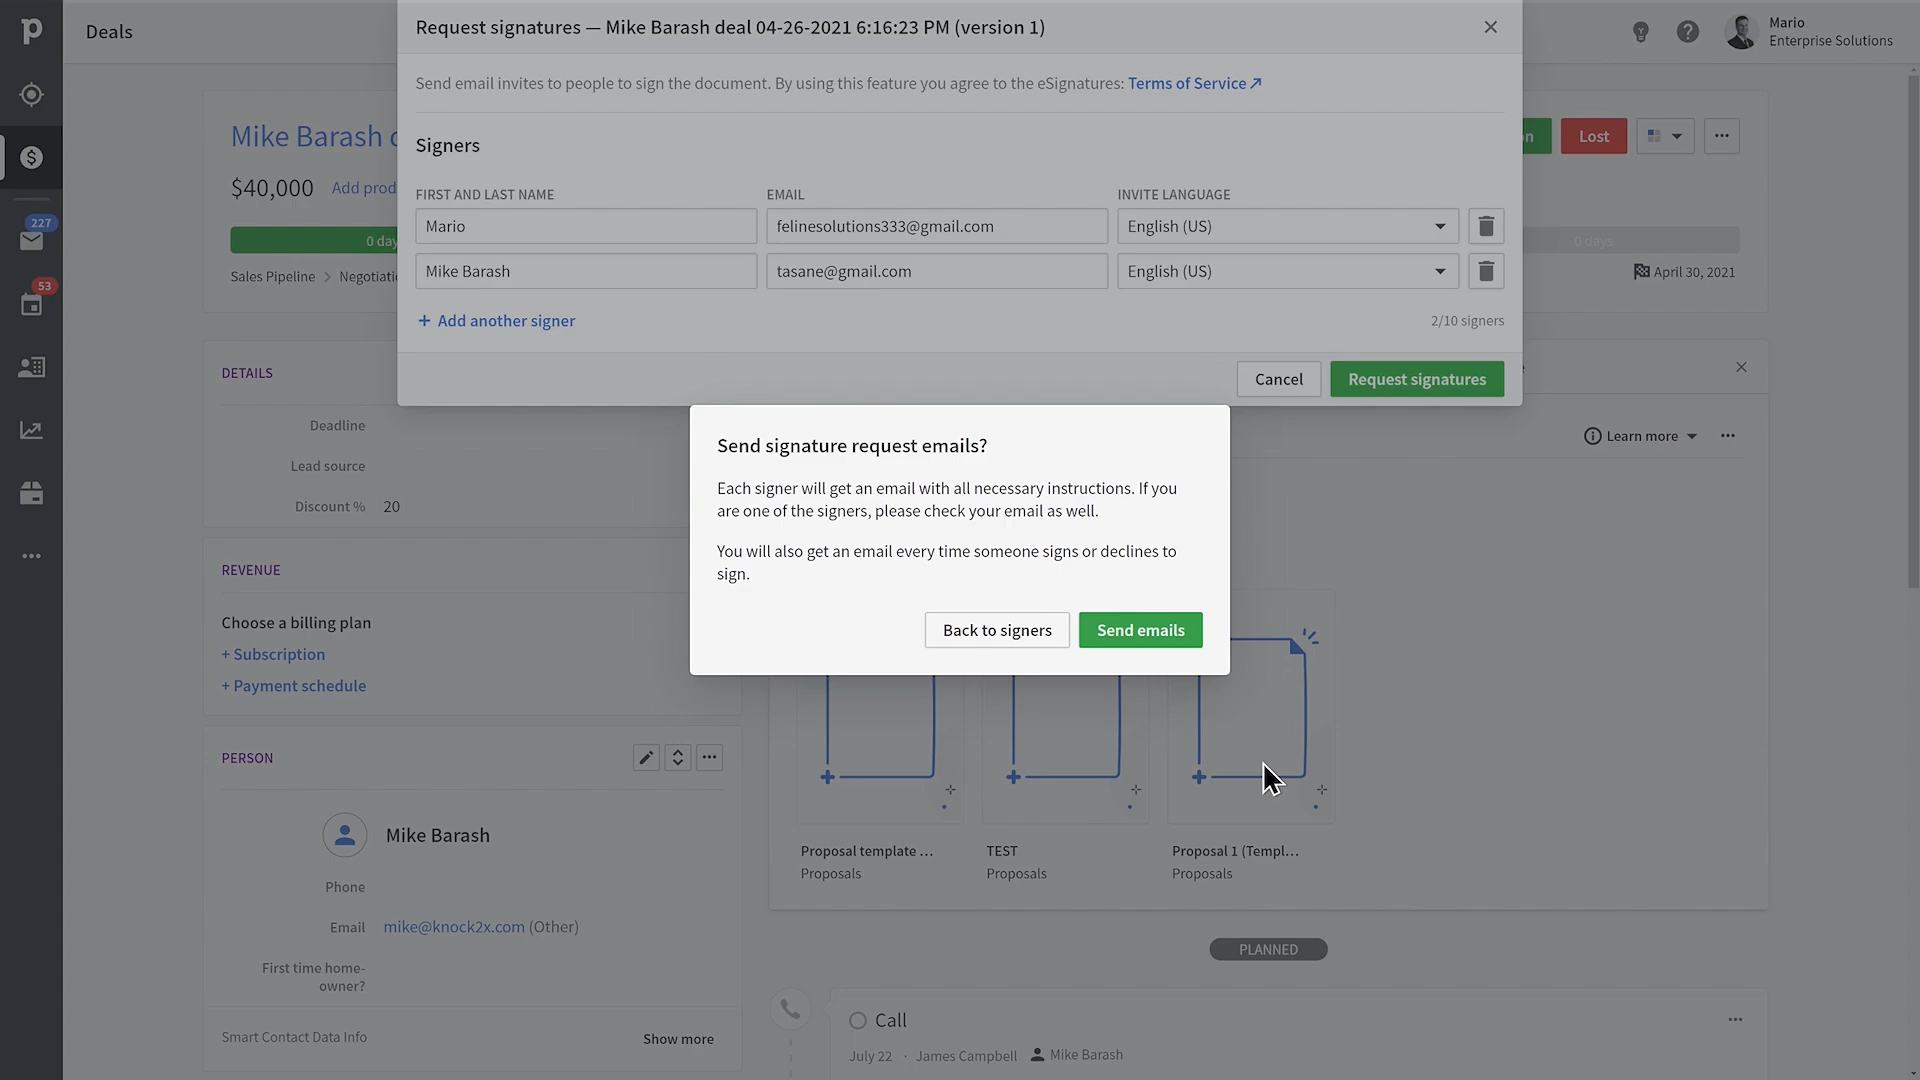 Deals
Request signatures — Mike Barash deal 04-26-2021 6:16:23 PM (version 1)
Mario
Enterprise Solutions
Send email invites to people to sign the document. By using this feature you agree to the eSignatures: Terms of Service
Mike Barash
Signers
Lost
$40,000
Add prod
FIRST AND LAST NAME
EMAIL
INVITE LANGUAGE
Mario
felinesolutions333@gmail.com
English (US)
227
0 day
0 days
Sales Pipeline > Negotiati
Mike Barash
tasane@gmail.com
English (US)
April 30, 2021
53
+ Add another signer
2/10 signers
Cancel
Request signatures
DETAILS
Deadline
Lead source
Discount % 20
Learn more
Send signature request emails?
Each signer will get an email with all necessary instructions. If you
are one of the signers, please check your email as well.
You will also get an email every time someone signs or declines to
sign.
Back to signers
Send emails
REVENUE
Choose a billing plan
+ Subscription
+ Payment schedule
PERSON
Mike Barash
Phone
Email mike@knock2x.com (Other)
First time home-
owner?
Smart Contact Data Info
Show more
Proposal template ...
Proposals
TEST
Proposals
Proposal 1 (Templ...
Proposals
PLANNED
Call
July 22 · James Campbell Mike Barash